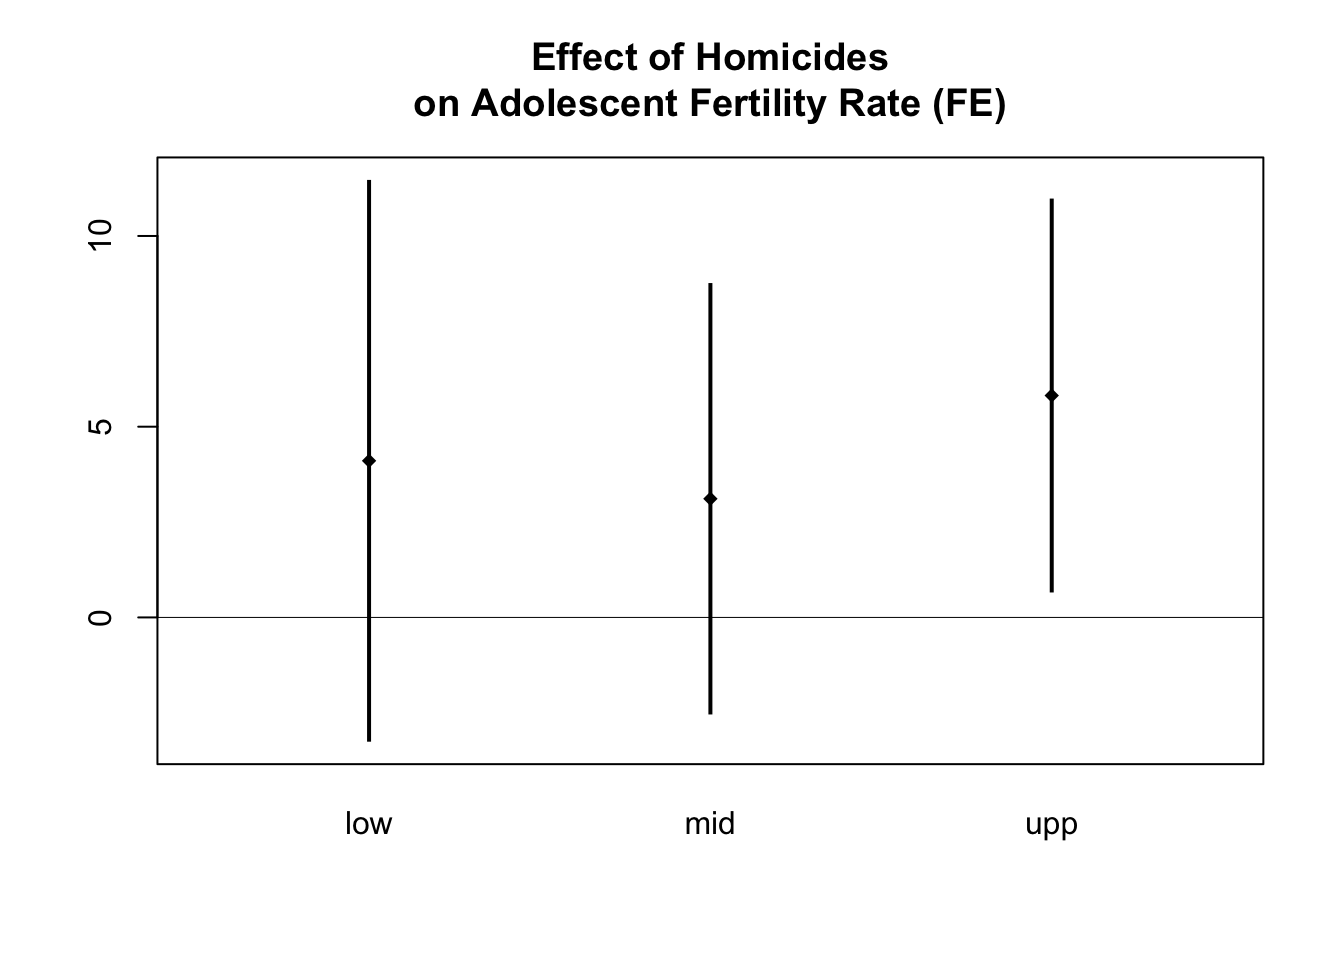 Effect of Homicides
on Adolescent Fertility Rate (FE)
10
5
0
low mid upp